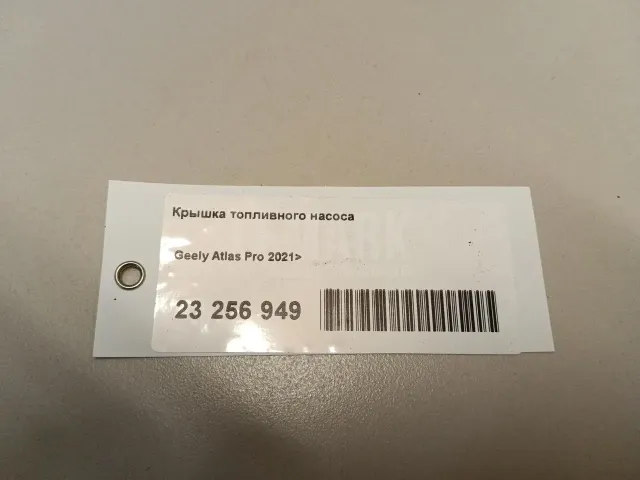 Крышка топливного насоса
Geely Atlas Pro 2021>
23 256 949